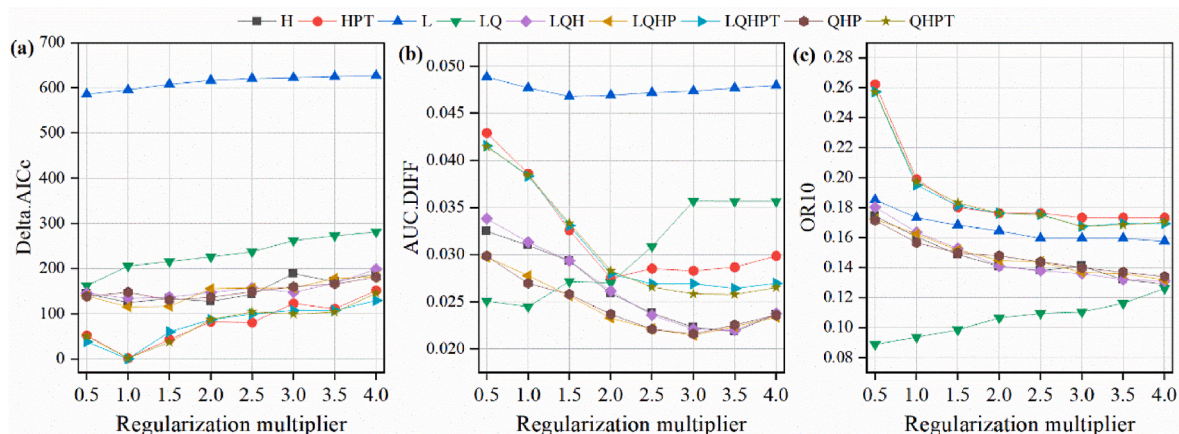 H HPT L LQ LQH LQHP LQHPT QHP QHPT
(a)
700
600
500
400
300
200
100
0
Delta.AICc
0.5 1.0 1.5 2.0 2.5 3.0 3.5 4.0
Regularization multiplier
(b)
0.050
0.045
0.040
0.035
0.030
0.025
0.020
AUC.DIFF
0.5 1.0 1.5 2.0 2.5 3.0 3.5 4.0
Regularization multiplier
(c)
0.28
0.26
0.24
0.22
0.20
0.18
0.16
0.14
0.12
0.10
0.08
OR10
0.5 1.0 1.5 2.0 2.5 3.0 3.5 4.0
Regularization multiplier